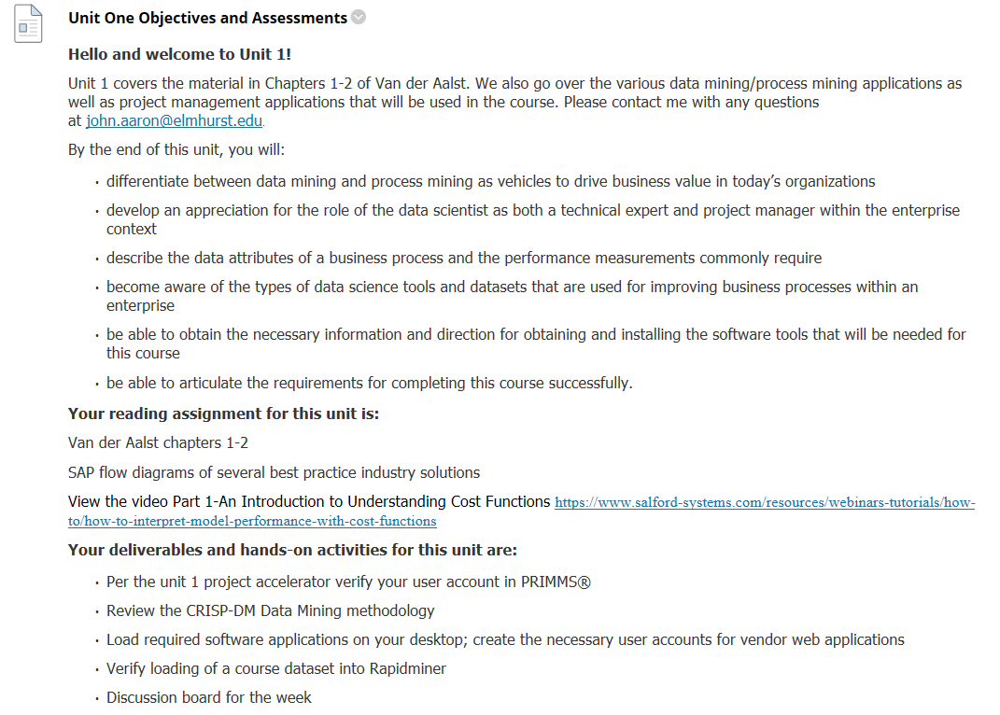 Unit One Objectives and Assessments
Hello and welcome to Unit 1!
Unit 1 covers the material in Chapters 1-2 of Van der Aalst. We also go over the various data mining/process mining applications as
well as project management applications that will be used in the course. Please contact me with any questions
at john.aaron@elmhurst.edu.
By the end of this unit, you will:
· differentiate between data mining and process mining as vehicles to drive business value in today’s organizations
· develop an appreciation for the role of the data scientist as both a technical expert and project manager within the enterprise
context
· describe the data attributes of a business process and the performance measurements commonly require
· become aware of the types of data science tools and datasets that are used for improving business processes within an
enterprise
· be able to obtain the necessary information and direction for obtaining and installing the software tools that will be needed for
this course
· be able to articulate the requirements for completing this course successfully.
Your reading assignment for this unit is:
Van der Aalst chapters 1-2
SAP flow diagrams of several best practice industry solutions
View the video Part 1-An Introduction to Understanding Cost Functions https://www.salford-systems.com/resources/webinars-tutorials/how-
to/how-to-interpret-model-performance-with-cost-functions
Your deliverables and hands-on activities for this unit are:
· Per the unit 1 project accelerator verify your user account in PRIMMS®
· Review the CRISP-DM Data Mining methodology
· Load required software applications on your desktop; create the necessary user accounts for vendor web applications
· Verify loading of a course dataset into Rapidminer
· Discussion board for the week